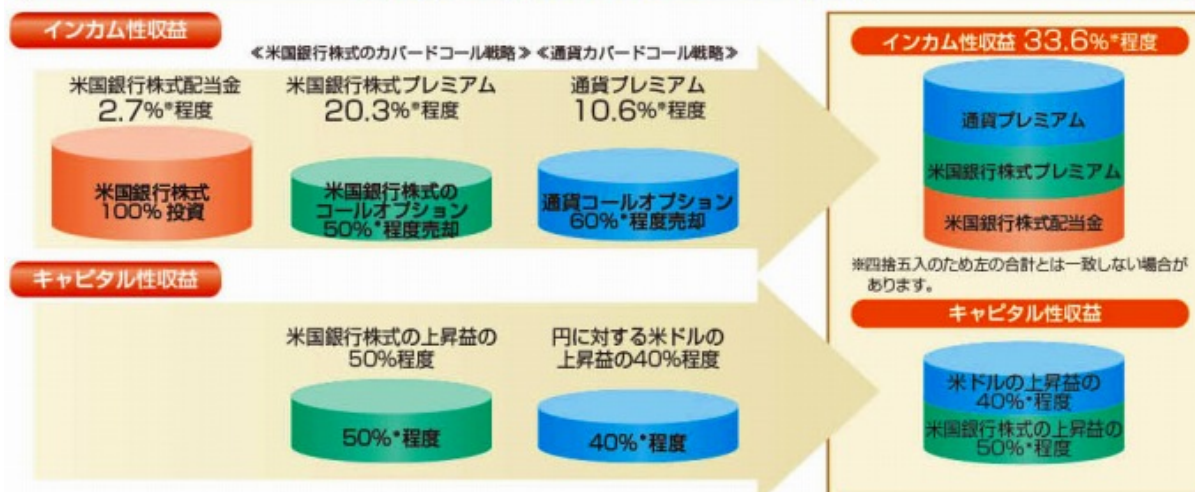 インカム性収益
≪米国銀行株式のカバードコール戦略≫ ≪通貨カバードコール戦略≫
米国銀行株式配当金
2.7%*程度
米国銀行株式プレミアム
20.3%*程度
通貨プレミアム
10.6%*程度
米国銀行株式
100% 投資
米国銀行株式の
コールオプション
50%*程度売却
通貨コールオプション
60%*程度売却
キャピタル性収益
米国銀行株式の上昇益の
50%程度
円に対する米ドルの
上昇益の40%程度
50%*程度
40%*程度
インカム性収益 33.6%*程度
通貨プレミアム
米国銀行株式プレミアム
米国銀行株式配当金
※四捨五入のため左の合計とは一致しない場合が
あります。
キャピタル性収益
米ドルの上昇益の
40%*程度
米国銀行株式の上昇益の
50%*程度